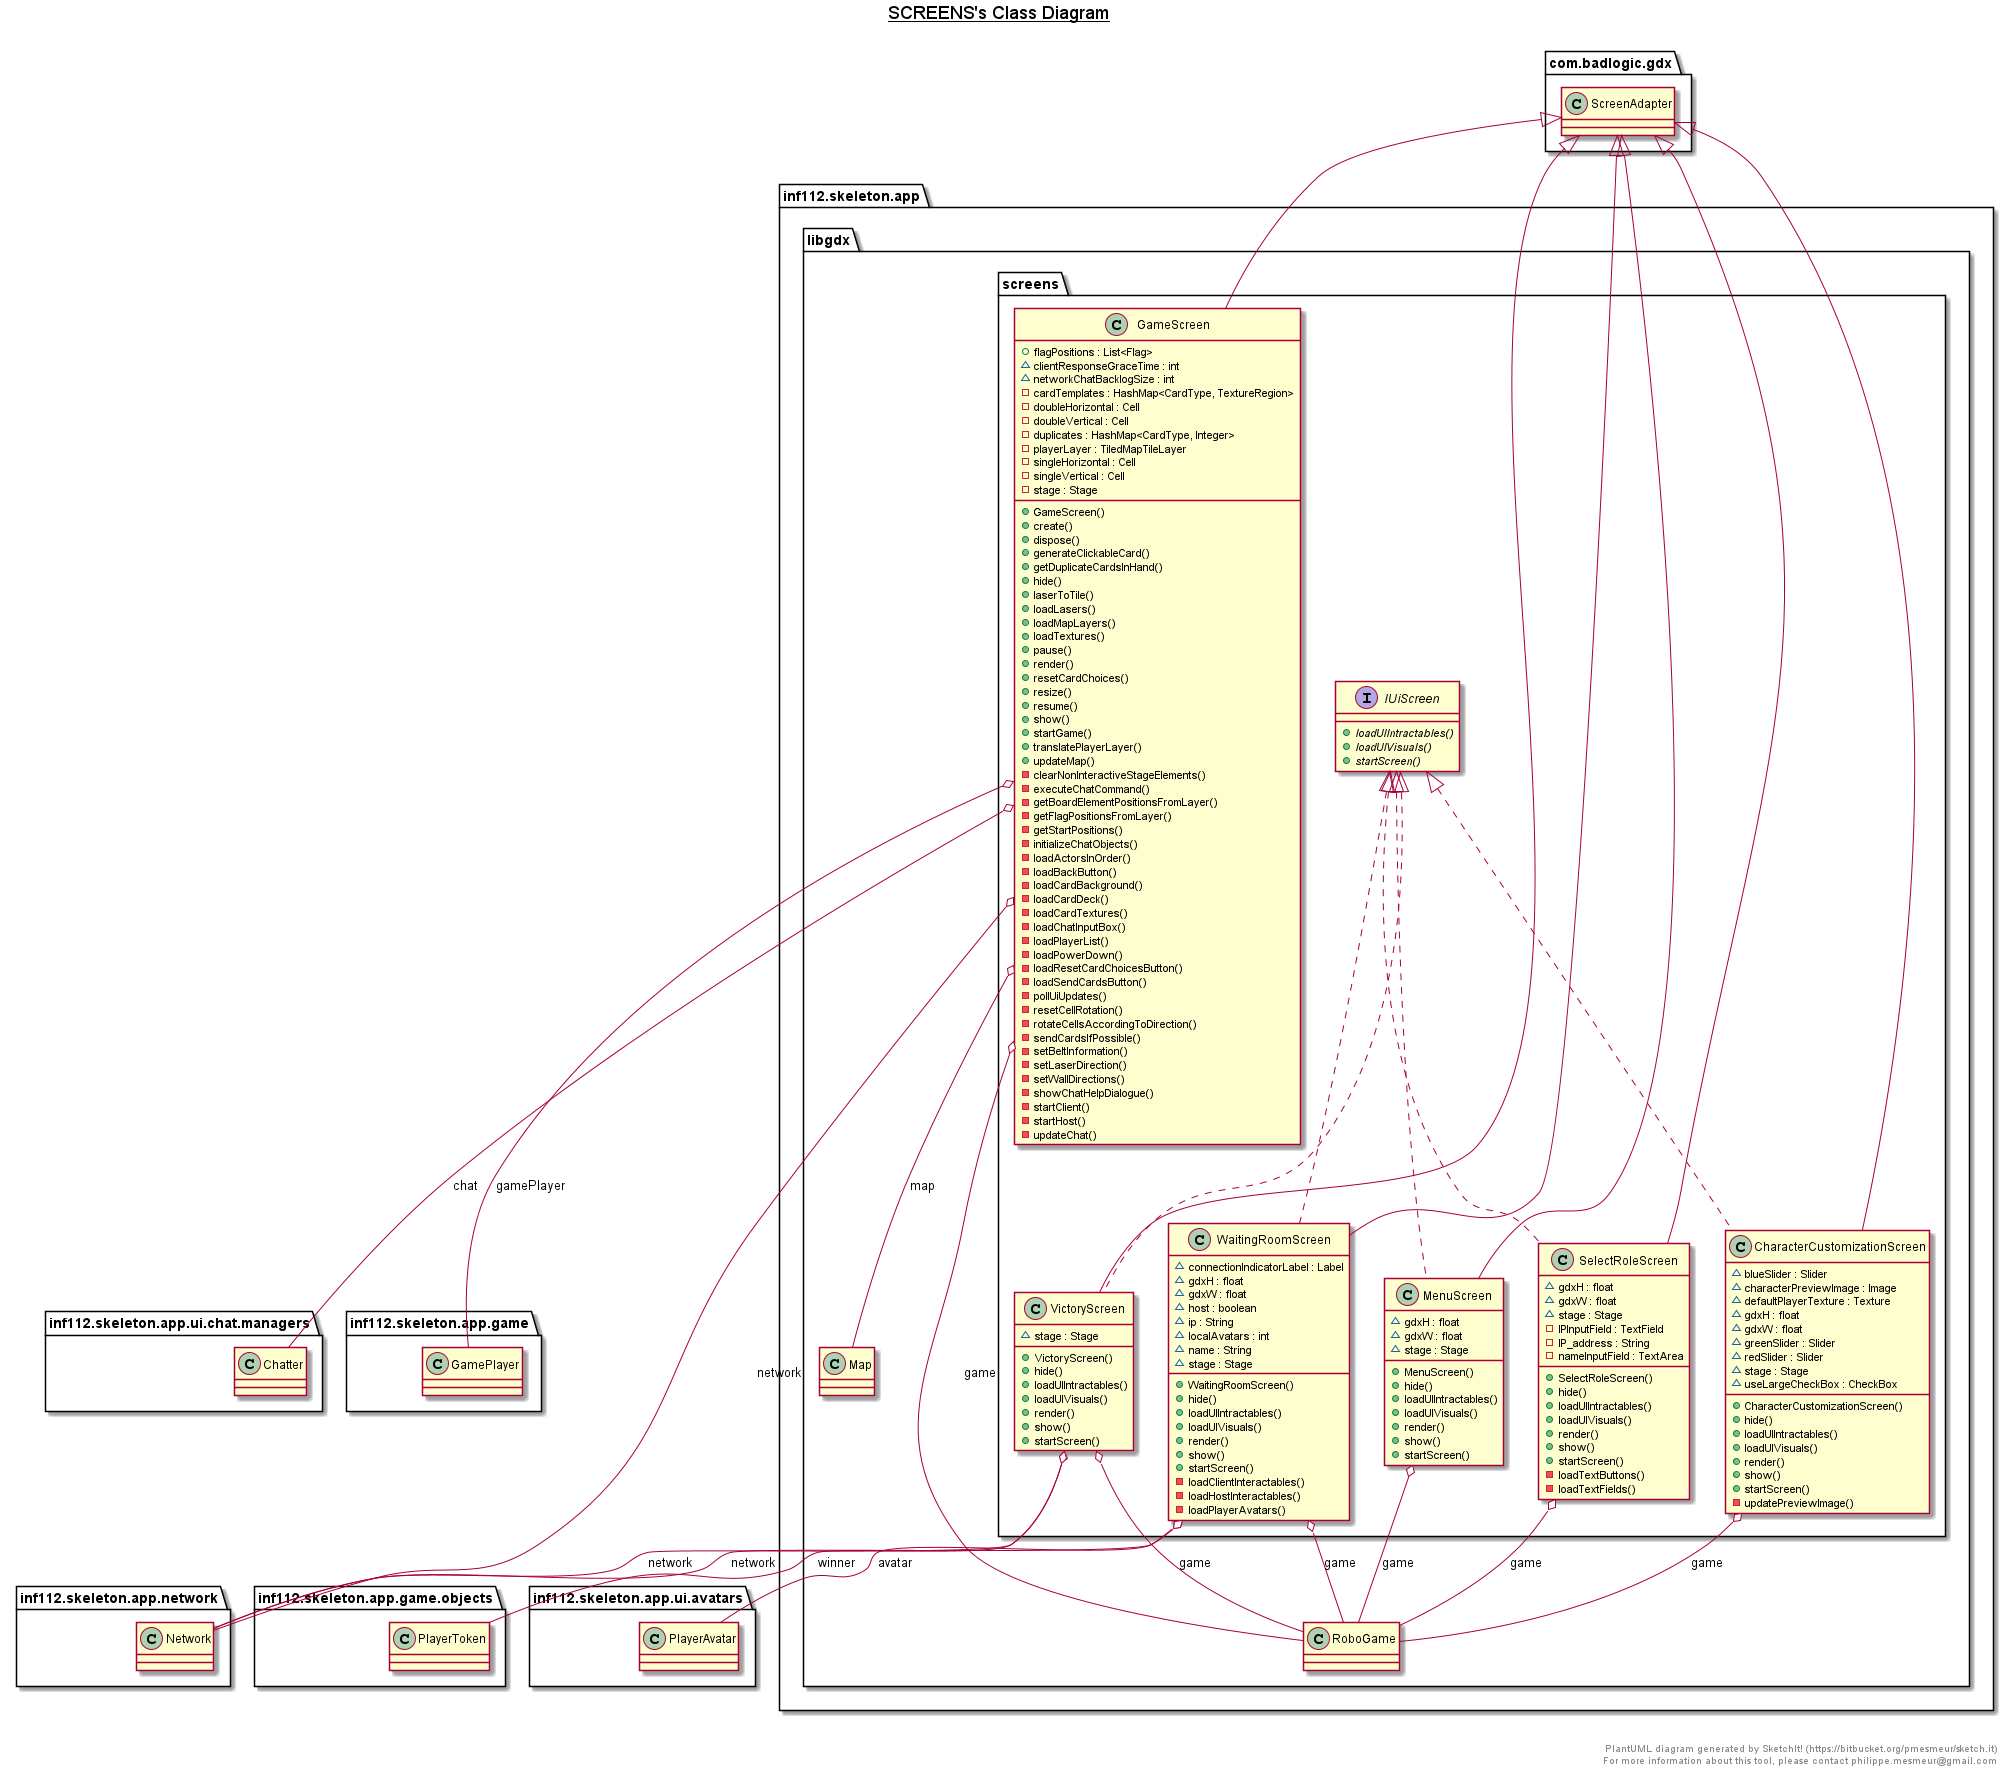 SCREENS's Class Diagram
com.badlogic.gdx
ScreenAdapter
inf112.skeleton.app
libgdx
screens
GameScreen
flagPositions : List<Flag>
clientResponseGraceTime : int
networkChatBacklogSize : int
cardTemplates : HashMap<CardType, TextureRegion>
doubleHorizontal : Cell
doubleVertical : Cell
duplicates : HashMap<CardType, Integer>
playerLayer : TiledMapTileLayer
singleHorizontal : Cell
singleVertical : Cell
stage : Stage
GameScreen()
create()
dispose()
generateClickableCard()
getDuplicateCardsInHand()
hide()
laserToTile()
loadLasers()
loadMapLayers()
loadTextures()
pause()
render()
resetCardChoices()
resize()
resume()
show()
startGame()
translatePlayerLayer()
updateMap()
clearNonInteractiveStageElements()
executeChatCommand()
getBoardElementPositionsFromLayer()
getFlagPositionsFromLayer()
getStartPositions()
initializeChatObjects()
loadActorsInOrder()
loadBackButton()
loadCardBackground()
loadCardDeck()
loadCardTextures()
loadChatInputBox()
loadPlayerList()
loadPowerDown()
loadResetCardChoicesButton()
loadSendCardsButton()
pollUiUpdates()
resetCellRotation()
rotateCellsAccordingToDirection()
sendCardsIfPossible()
setBeltInformation()
setLaserDirection()
setWallDirections()
showChatHelpDialogue()
startClient()
startHost()
updateChat()
IUiScreen
loadUIIntractables()
loadUIVisuals()
startScreen()
chat
gamePlayer
map
network
game
inf112.skeleton.app.ui.chat.managers
Chatter
inf112.skeleton.app.game
GamePlayer
Map
VictoryScreen
stage : Stage
VictoryScreen()
hide()
loadUIIntractables()
loadUIVisuals()
render()
show()
startScreen()
WaitingRoomScreen
connectionIndicatorLabel : Label
gdxH : float
gdxW : float
host : boolean
ip : String
localAvatars : int
name : String
stage : Stage
WaitingRoomScreen()
hide()
loadUIIntractables()
loadUIVisuals()
render()
show()
startScreen()
loadClientInteractables()
loadHostInteractables()
loadPlayerAvatars()
MenuScreen
gdxH : float
gdxW : float
stage : Stage
MenuScreen()
hide()
loadUIIntractables()
loadUIVisuals()
render()
show()
startScreen()
SelectRoleScreen
gdxH : float
gdxW : float
stage : Stage
IPInputField : TextField
IP_address : String
nameInputField : TextArea
SelectRoleScreen()
hide()
loadUIIntractables()
loadUIVisuals()
render()
show()
startScreen()
loadTextButtons()
loadTextFields()
CharacterCustomizationScreen
blueSlider : Slider
characterPreviewImage : Image
defaultPlayerTexture : Texture
gdxH : float
gdxW : float
greenSlider : Slider
redSlider : Slider
stage : Stage
useLargeCheckBox : CheckBox
CharacterCustomizationScreen()
hide()
loadUIIntractables()
loadUIVisuals()
render()
show()
startScreen()
updatePreviewImage()
network
network
winner
avatar
game
game
game
game
game
inf112.skeleton.app.network
Network
inf112.skeleton.app.game.objects
PlayerToken
inf112.skeleton.app.ui.avatars
PlayerAvatar
RoboGame
PlantUML diagram generated by SketchIt! (https://bitbucket.org/pmesmeur/sketch.it)
For more information about this tool, please contact philippe.mesmeur@gmail.com